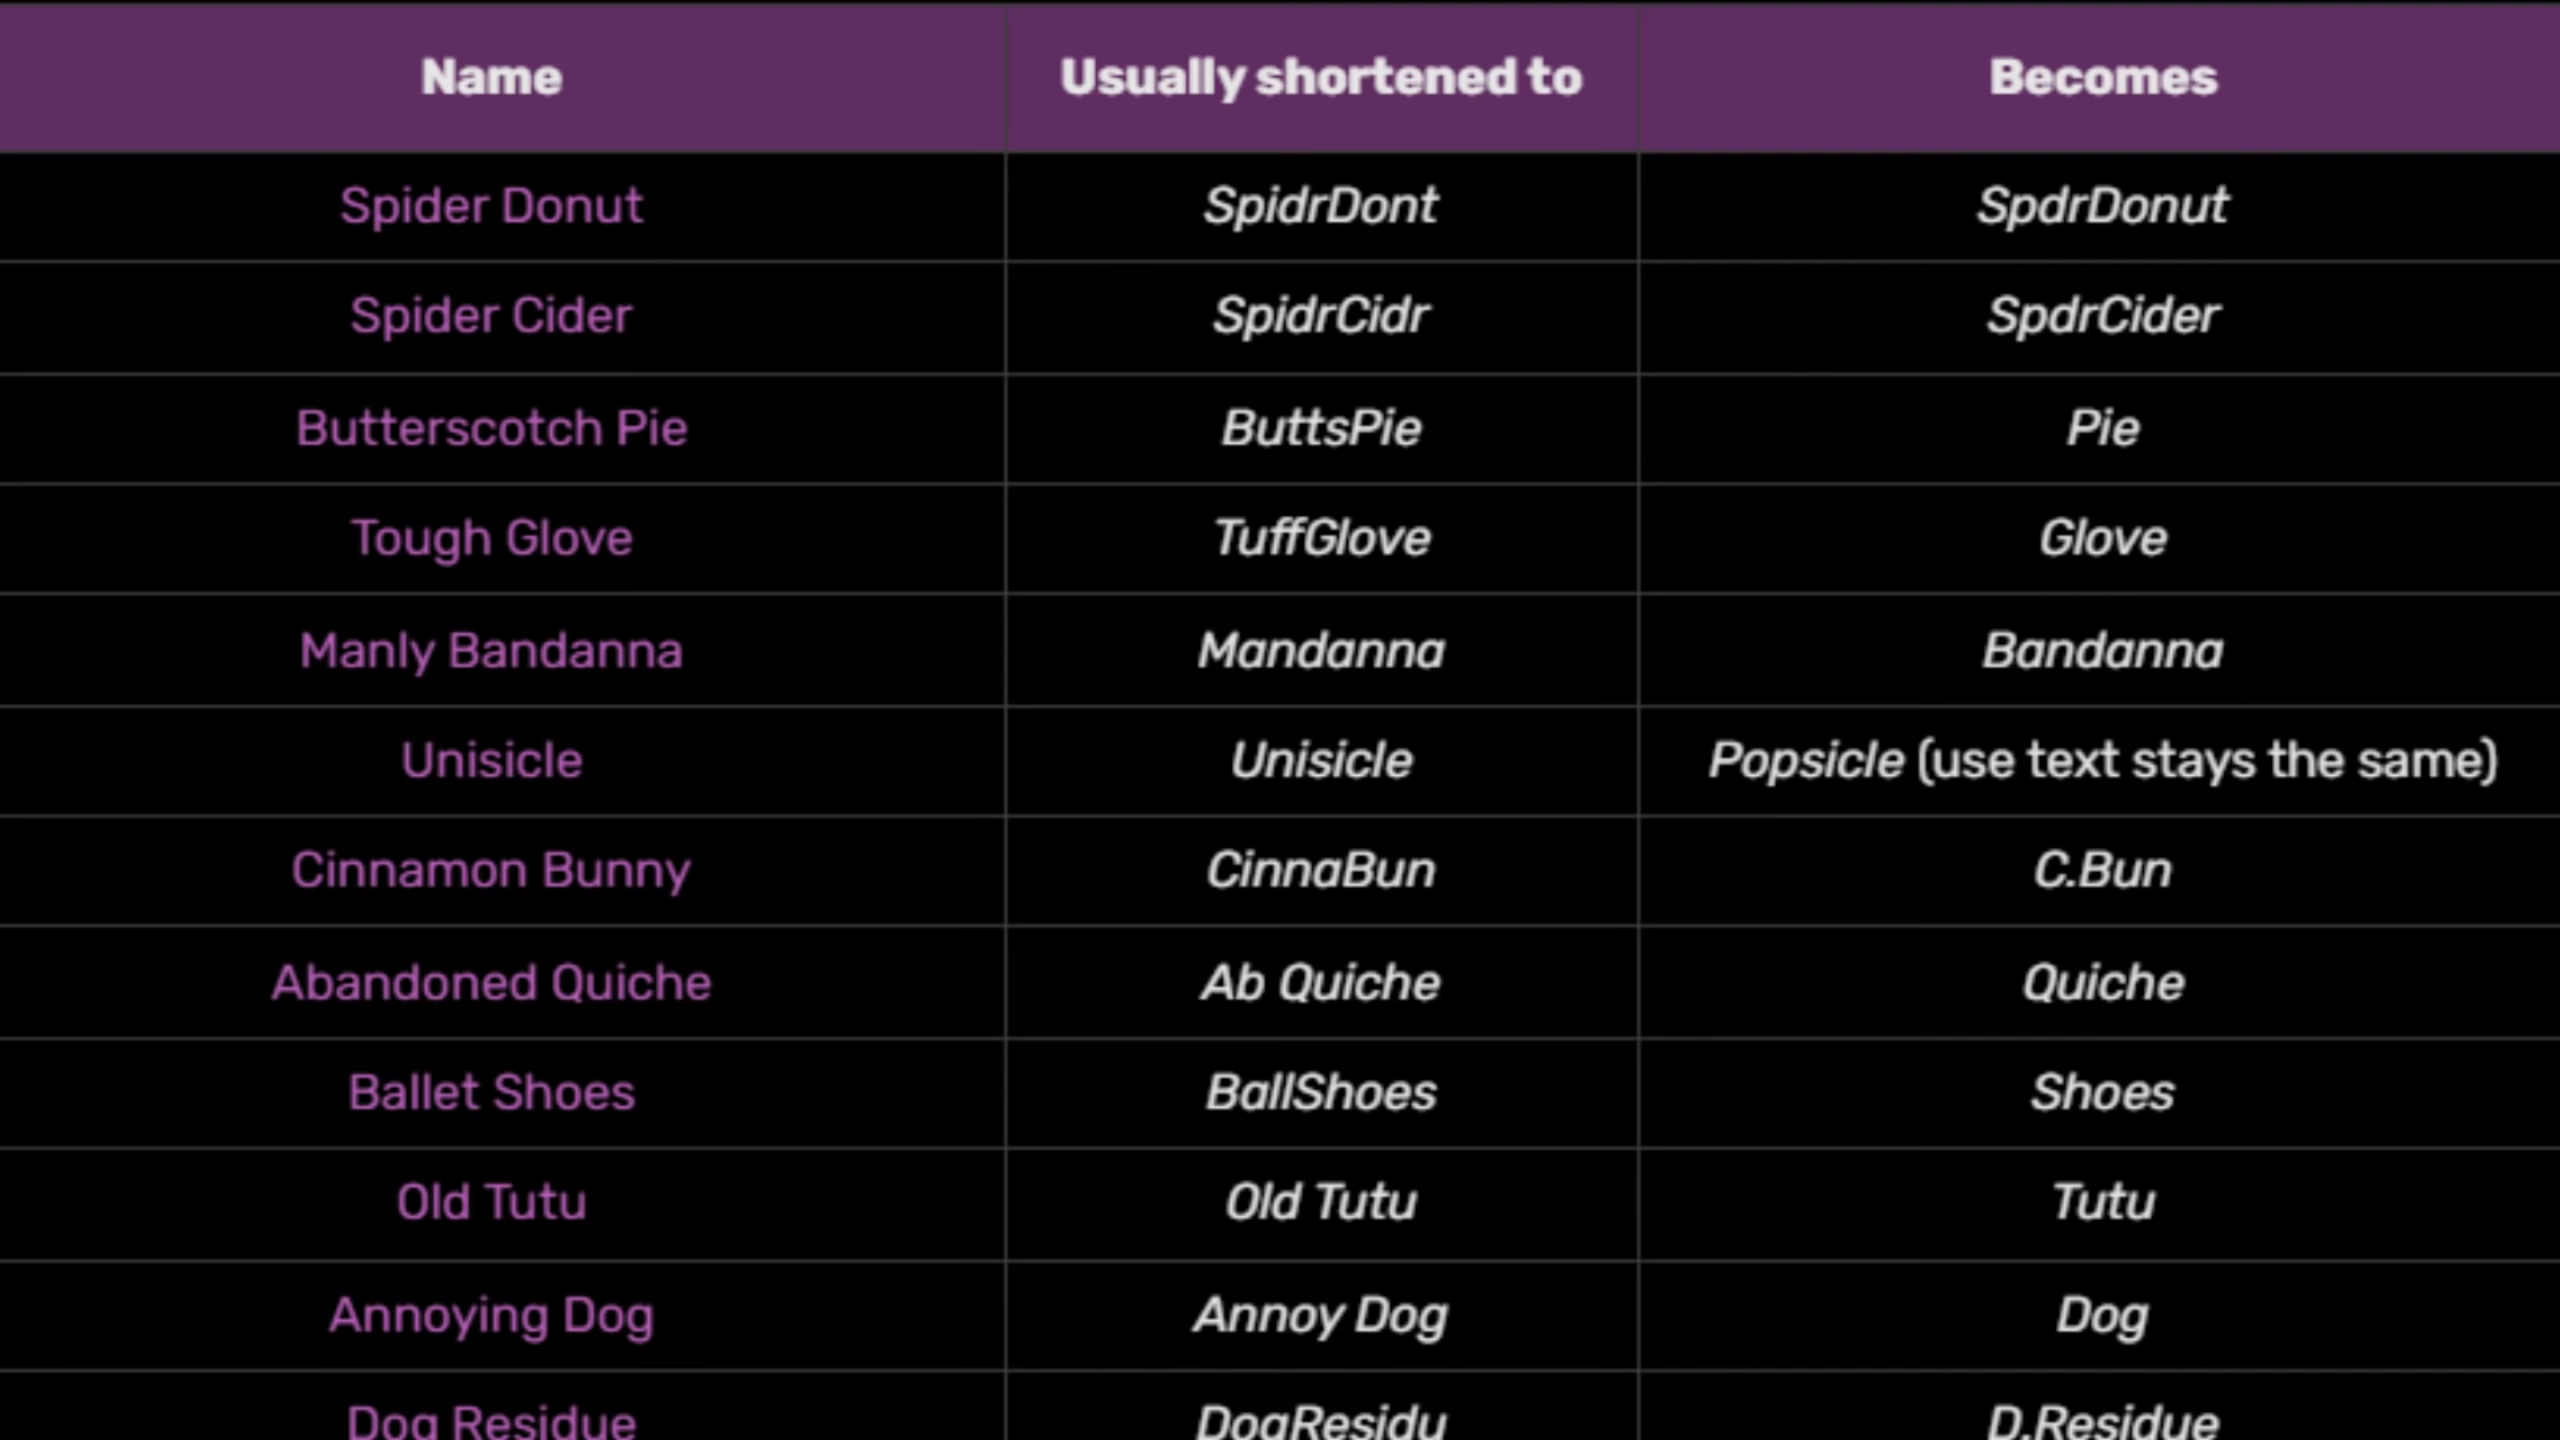 Name Usually shortened to Becomes
Spider Donut SpidrDont SpdrDonut
Spider Cider SpidrCidr SpdrCider
Butterscotch Pie ButtsPie Pie
Tough Glove TuffGlove Glove
Manly Bandanna Mandanna Bandanna
Unisicle Unisicle Popsicle (use text stays the same)
Cinnamon Bunny CinnaBun C.Bun
Abandoned Quiche Ab Quiche Quiche
Ballet Shoes BallShoes Shoes
Old Tutu Old Tutu Tutu
Annoying Dog Annoy Dog Dog
Dog Residue DogResidu D.Residue